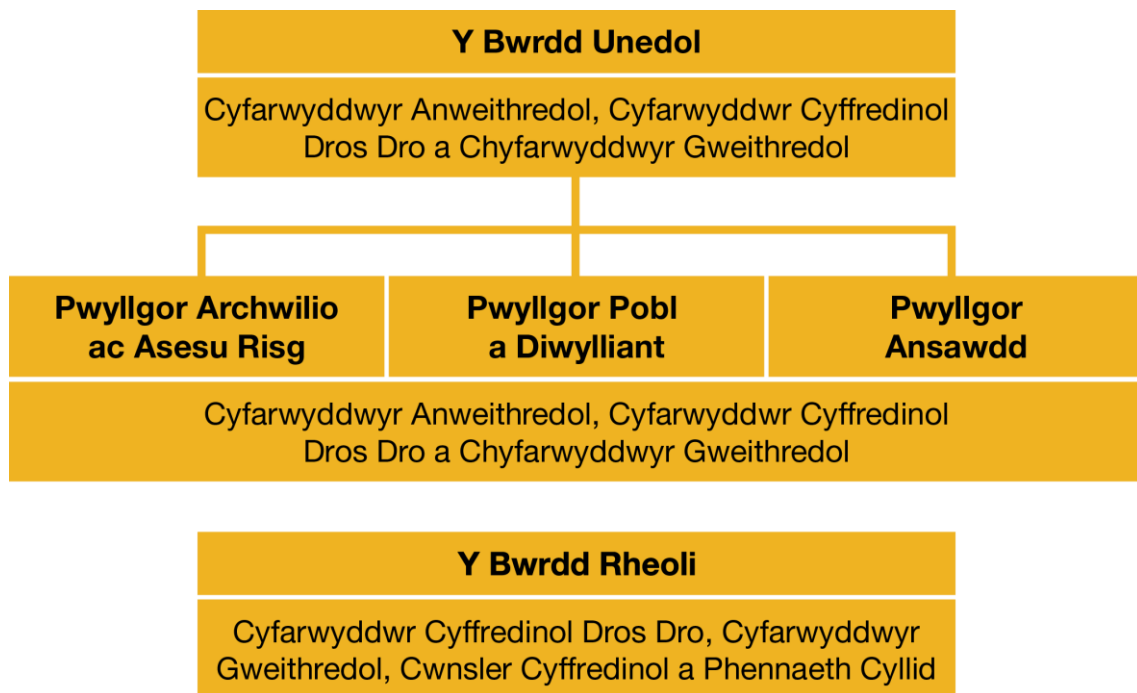 Y Bwrdd Unedol
Cyfarwyddwyr Anweithredol, Cyfarwyddwr Cyffredinol
Dros Dro a Chyfarwyddwyr Gweithredol
Pwyllgor Archwilio
ac Asesu Risg
Pwyllgor Pobl
a Diwylliant
Pwyllgor
Ansawdd
Cyfarwyddwyr Anweithredol, Cyfarwyddwr Cyffredinol
Dros Dro a Chyfarwyddwyr Gweithredol
Y Bwrdd Rheoli
Cyfarwyddwr Cyffredinol Dros Dro, Cyfarwyddwyr
Gweithredol, Cwnsler Cyffredinol a Phennaeth Cyllid